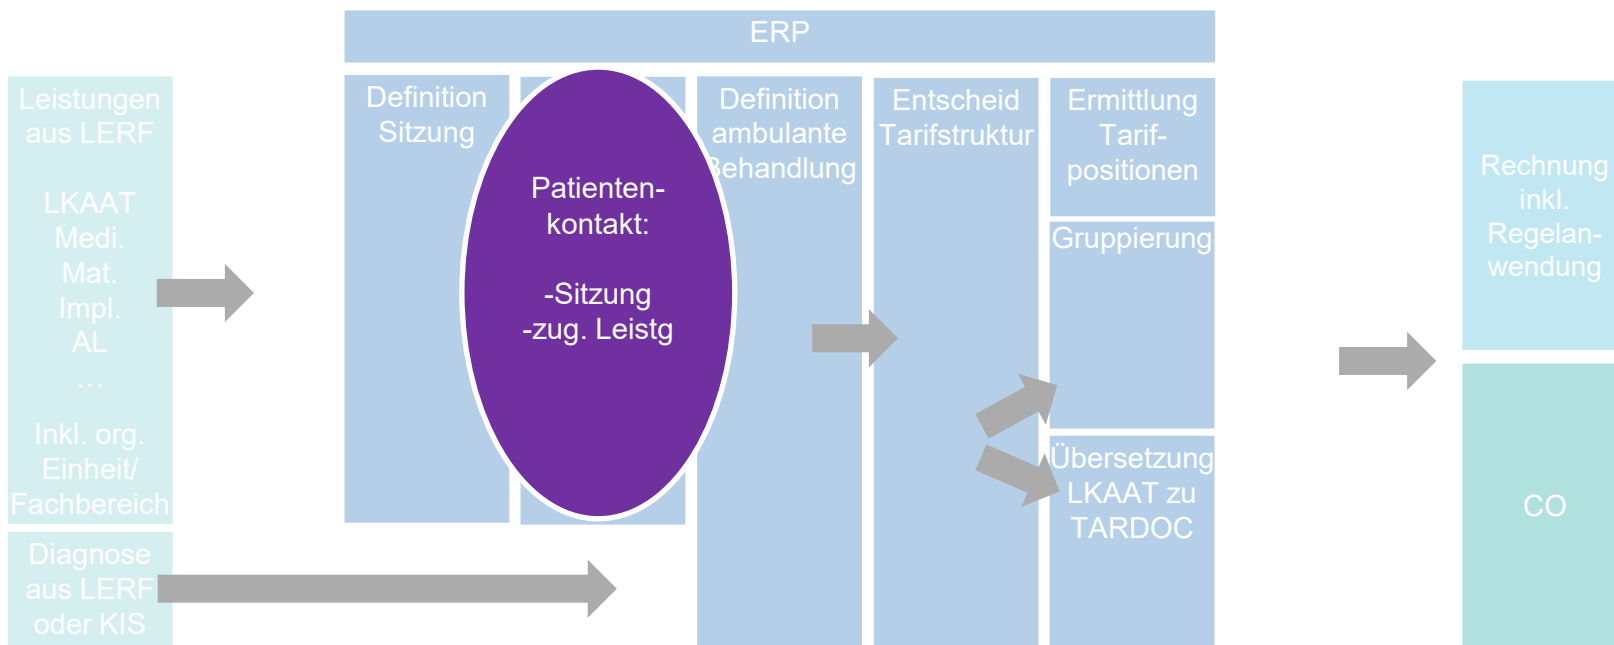 ERP
Leistungen
aus LERF
LKAAT
Medi.
Mat.
Impl.
AL
…
Inkl. org.
Einheit/
Fachbereich
Diagnose
aus LERF
oder KIS
Definition
Sitzung
Patienten-
kontakt:
-Sitzung
-zug. Leistg
Definition
ambulante
Behandlung
Entscheid
Tarifstruktur
Ermittlung
Tarif-
positionen
Gruppierung
Übersetzung
LKAAT zu
TARDOC
Rechnung
inkl.
Regelan-
wendung
CO